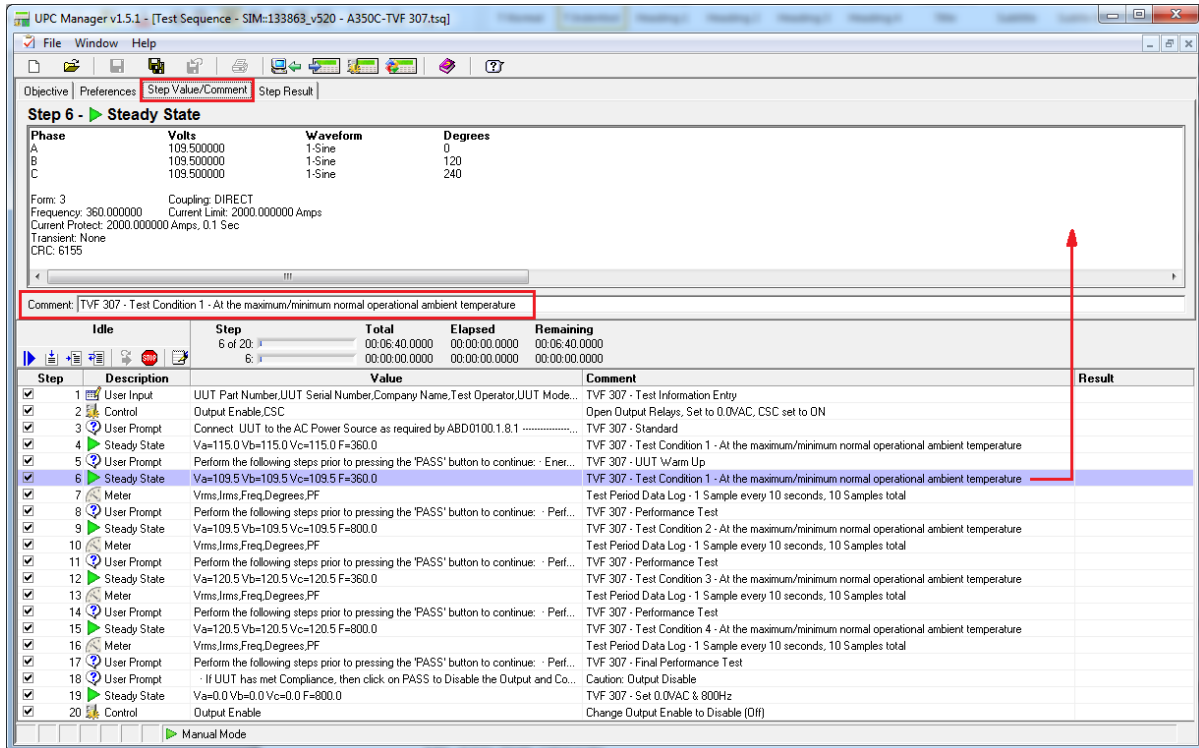 UPC Manager v1.5.1 - [Test Sequence - SIM::133863_v520 - A350C-TVF 307.tsq]
File Window Help
Objective Preferences Step Value/Comment Step Result
Step 6 - Steady State
Phase Volts Waveform Degrees
A 109.500000 1-Sine 0
B 109.500000 1-Sine 120
C 109.500000 1-Sine 240
Form: 3 Coupling: DIRECT
Frequency: 360.000000 Current Limit: 2000.000000 Amps
Current Protect: 2000.000000 Amps, 0.1 Sec
Transient: None
CRC: 6155
Comment: TVF 307 - Test Condition 1 - At the maximum/minimum normal operational ambient temperature
Idle Step Total Elapsed Remaining
6 of 20: 00:06:40.0000 00:00:00.0000 00:06:40.0000
6: 00:00:00.0000 00:00:00.0000 00:00:00.0000
STOP
Step Description Value Comment Result
1 User Input UUT Part Number,UUT Serial Number,Company Name,Test Operator,UUT Mode... TVF 307 - Test Information Entry
2 Control Output Enable,CSC Open Output Relays, Set to 0.0VAC, CSC set to ON
3 User Prompt Connect UUT to the AC Power Source as required by ABD0100.1.8.1 ---------------... TVF 307 - Standard
4 Steady State Va=115.0 Vb=115.0 Vc=115.0 F=360.0 TVF 307 - Test Condition 1 - At the maximum/minimum normal operational ambient temperature
5 User Prompt Perform the following steps prior to pressing the 'PASS' button to continue: · Ener... TVF 307 - UUT Warm Up
6 Steady State Va=109.5 Vb=109.5 Vc=109.5 F=360.0 TVF 307 - Test Condition 1 - At the maximum/minimum normal operational ambient temperature
7 Meter Vrms,Irms,Freq,Degrees,PF Test Period Data Log - 1 Sample every 10 seconds, 10 Samples total
8 User Prompt Perform the following steps prior to pressing the 'PASS' button to continue: · Perf... TVF 307 - Performance Test
9 Steady State Va=109.5 Vb=109.5 Vc=109.5 F=800.0 TVF 307 - Test Condition 2 - At the maximum/minimum normal operational ambient temperature
10 Meter Vrms,Irms,Freq,Degrees,PF Test Period Data Log - 1 Sample every 10 seconds, 10 Samples total
11 User Prompt Perform the following steps prior to pressing the 'PASS' button to continue: · Perf... TVF 307 - Performance Test
12 Steady State Va=120.5 Vb=120.5 Vc=120.5 F=360.0 TVF 307 - Test Condition 3 - At the maximum/minimum normal operational ambient temperature
13 Meter Vrms,Irms,Freq,Degrees,PF Test Period Data Log - 1 Sample every 10 seconds, 10 Samples total
14 User Prompt Perform the following steps prior to pressing the 'PASS' button to continue: · Perf... TVF 307 - Performance Test
15 Steady State Va=120.5 Vb=120.5 Vc=120.5 F=800.0 TVF 307 - Test Condition 4 - At the maximum/minimum normal operational ambient temperature
16 Meter Vrms,Irms,Freq,Degrees,PF Test Period Data Log - 1 Sample every 10 seconds, 10 Samples total
17 User Prompt Perform the following steps prior to pressing the 'PASS' button to continue: · Perf... TVF 307 - Final Performance Test
18 User Prompt · If UUT has met Compliance, then click on PASS to Disable the Output and Co... Caution: Output Disable
19 Steady State Va=0.0 Vb=0.0 Vc=0.0 F=800.0 TVF 307 - Set 0.0VAC & 800Hz
20 Control Output Enable Change Output Enable to Disable (Off)
Manual Mode